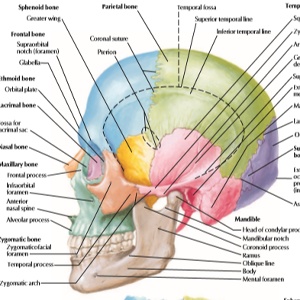 Sphenoid bone
Greater wing
Frontal bone
Supraorbital
notch (foramen)
Glabella
Ethmoid bone
Orbital plate
Lacrimal bone
Fossa for
lacrimal sac
Nasal bone
Maxillary bone
Frontal process
Infraorbital
foramen
Anterior
nasal spine
Alveolar process
Zygomatic bone
Zygomaticofacial
foramen
Temporal process
Zygomatic arch
Parietal bone
Coronal suture
Pterion
Temporal fossa
Superior temporal line
Inferior temporal line
Mandible
Head of condylar proc
Mandibular notch
Coronoid process
Ramus
Oblique line
Body
Mental foramen